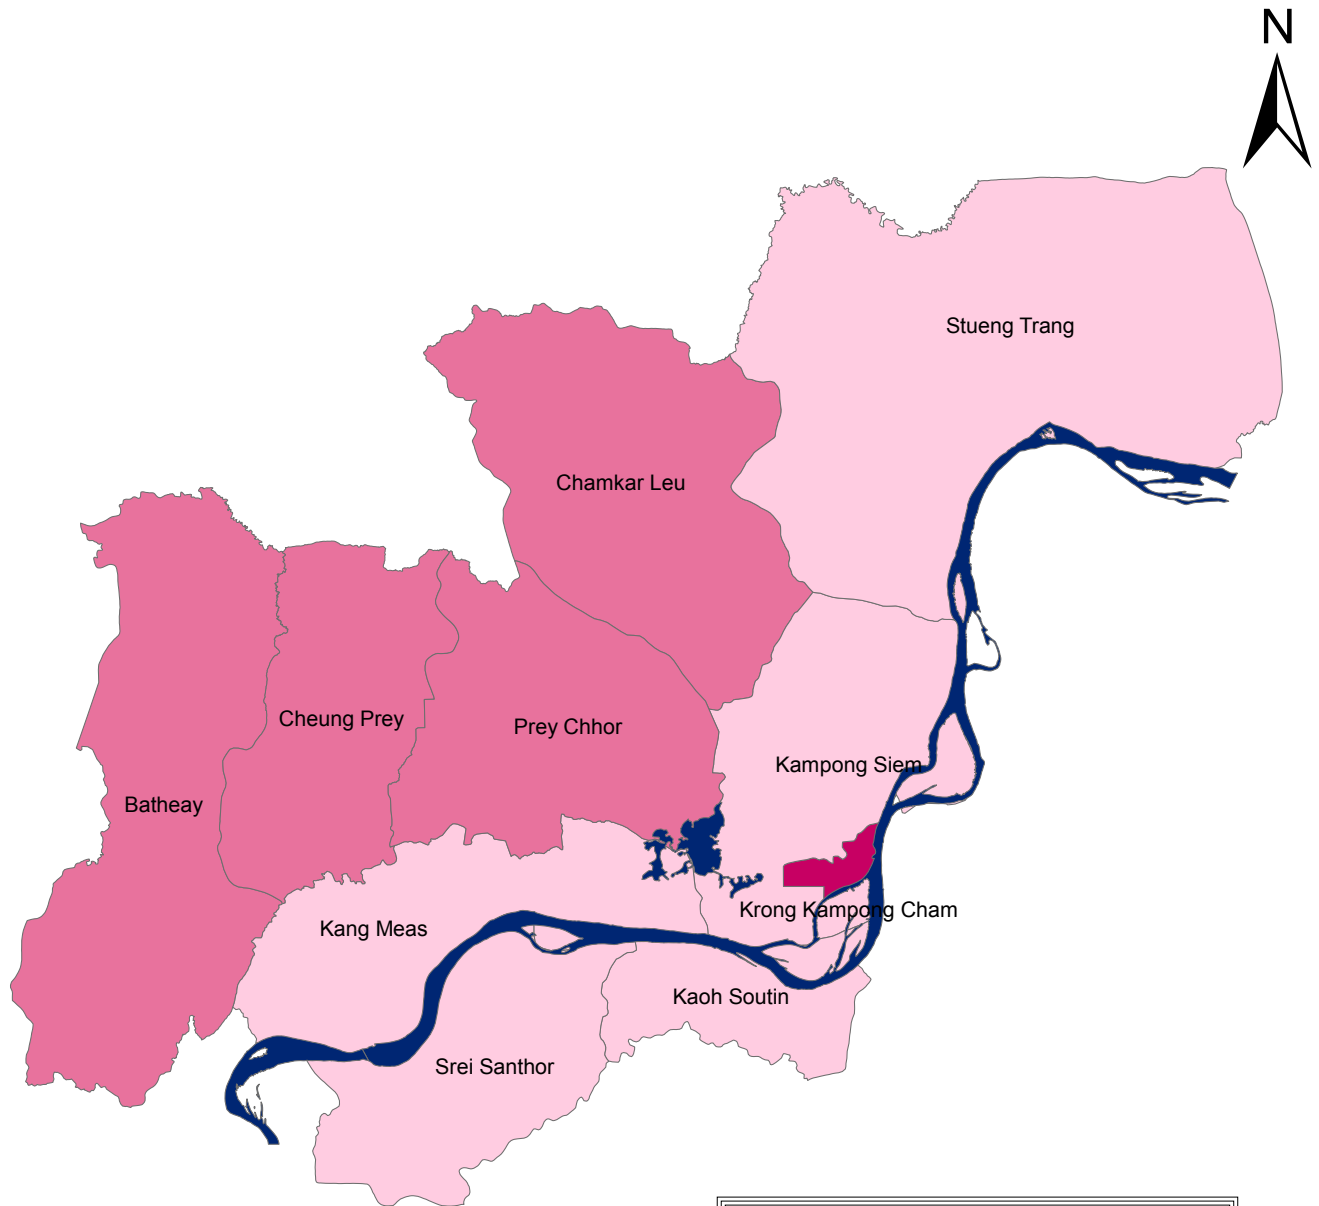 N
Stueng Trang
Chamkar Leu
Cheung Prey
Prey Chhor
Kampong Siem
Batheay
Krong Kampong Cham
Kang Meas
Kaoh Soutin
Srei Santhor